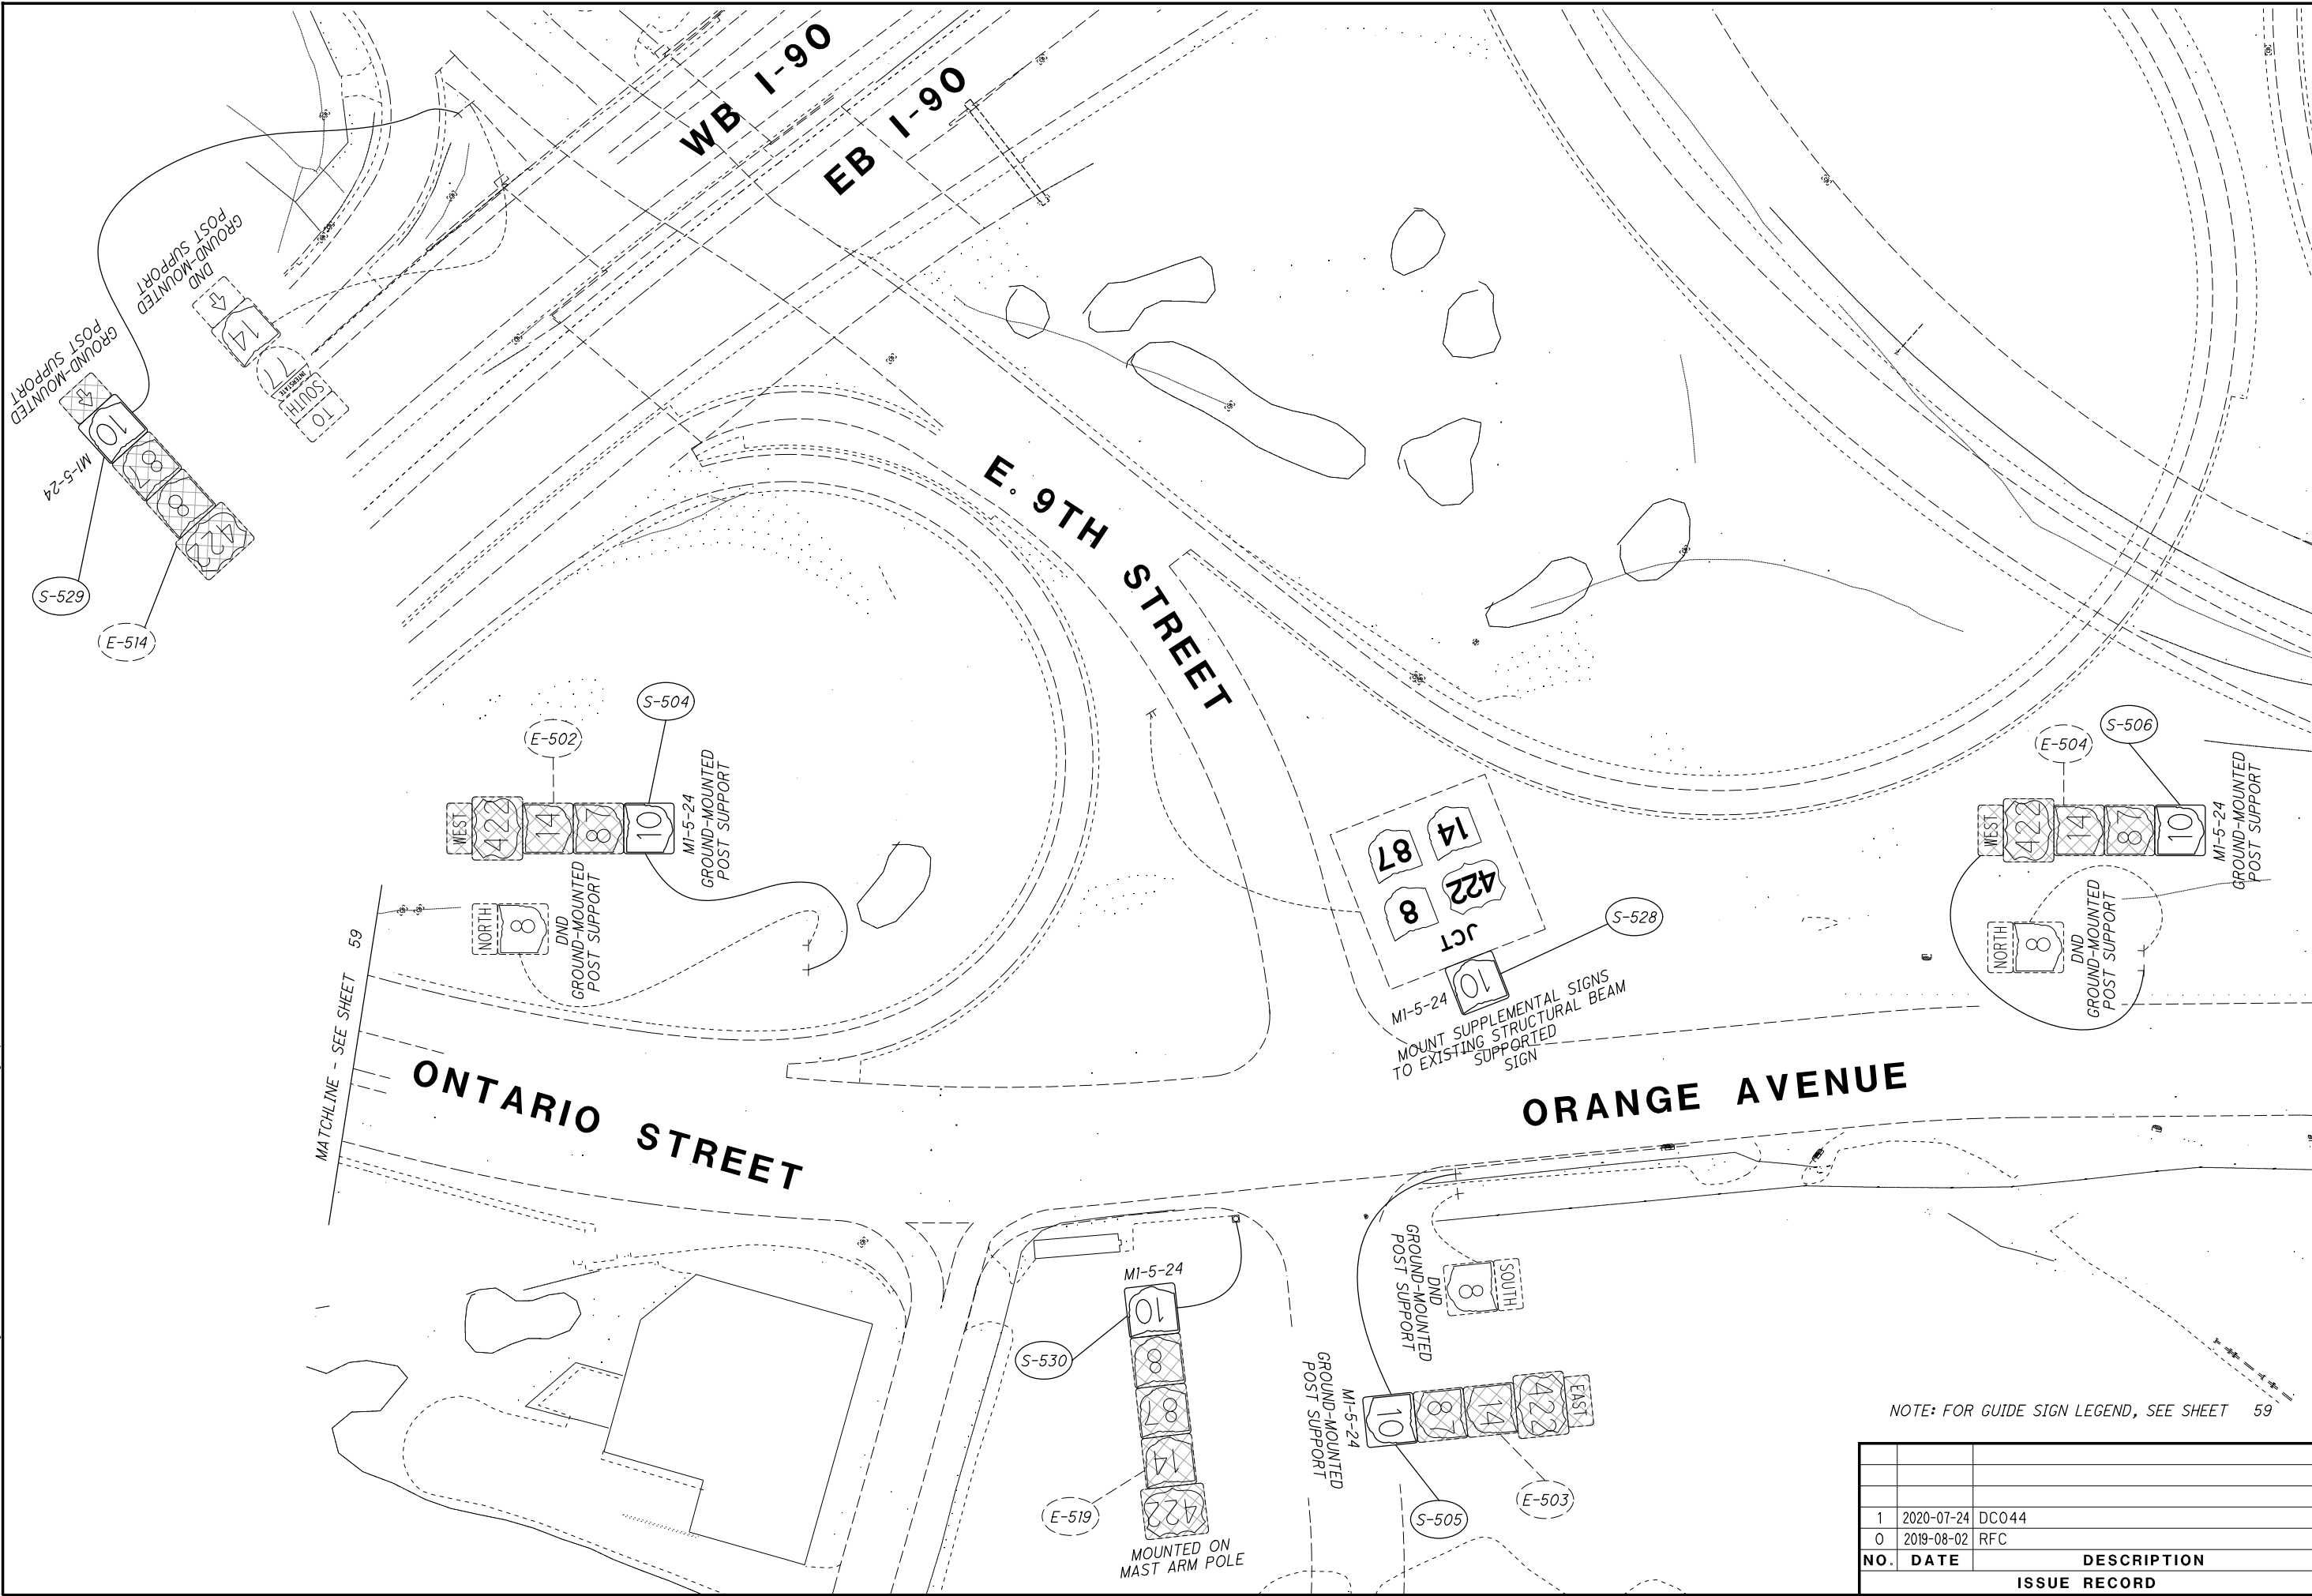 WB I-90
EB I-90
GROUND-MOUNTED
POST SUPPORT
DND
14
77
INTERSTATE
SOUTH
TO
GROUND-MOUNTED
POST SUPPORT
10
M1-5-24
87
8
422
S-529
E-514
E. 9TH STREET
S-504
E-502
WEST
422
14
87
10
M1-5-24
GROUND-MOUNTED
POST SUPPORT
NORTH
8
DND
GROUND-MOUNTED
POST SUPPORT
MATCHLINE - SEE SHEET 59
14
87
422
8
JCT
10
M1-5-24
S-528
MOUNT SUPPLEMENTAL SIGNS
TO EXISTING STRUCTURAL BEAM
SUPPORTED
SIGN
S-506
E-504
WEST
422
14
87
10
M1-5-24
GROUND-MOUNTED
POST SUPPORT
NORTH
8
DND
GROUND-MOUNTED
POST SUPPORT
ONTARIO STREET
ORANGE AVENUE
M1-5-24
10
8
87
14
422
S-530
E-519
MOUNTED ON
MAST ARM POLE
SOUTH
8
DND
GROUND-MOUNTED
POST SUPPORT
EAST
422
14
87
10
M1-5-24
GROUND-MOUNTED
POST SUPPORT
S-505
E-503
NOTE: FOR GUIDE SIGN LEGEND, SEE SHEET 59
1 2020-07-24 DC044
0 2019-08-02 RFC
NO. DATE DESCRIPTION
ISSUE RECORD